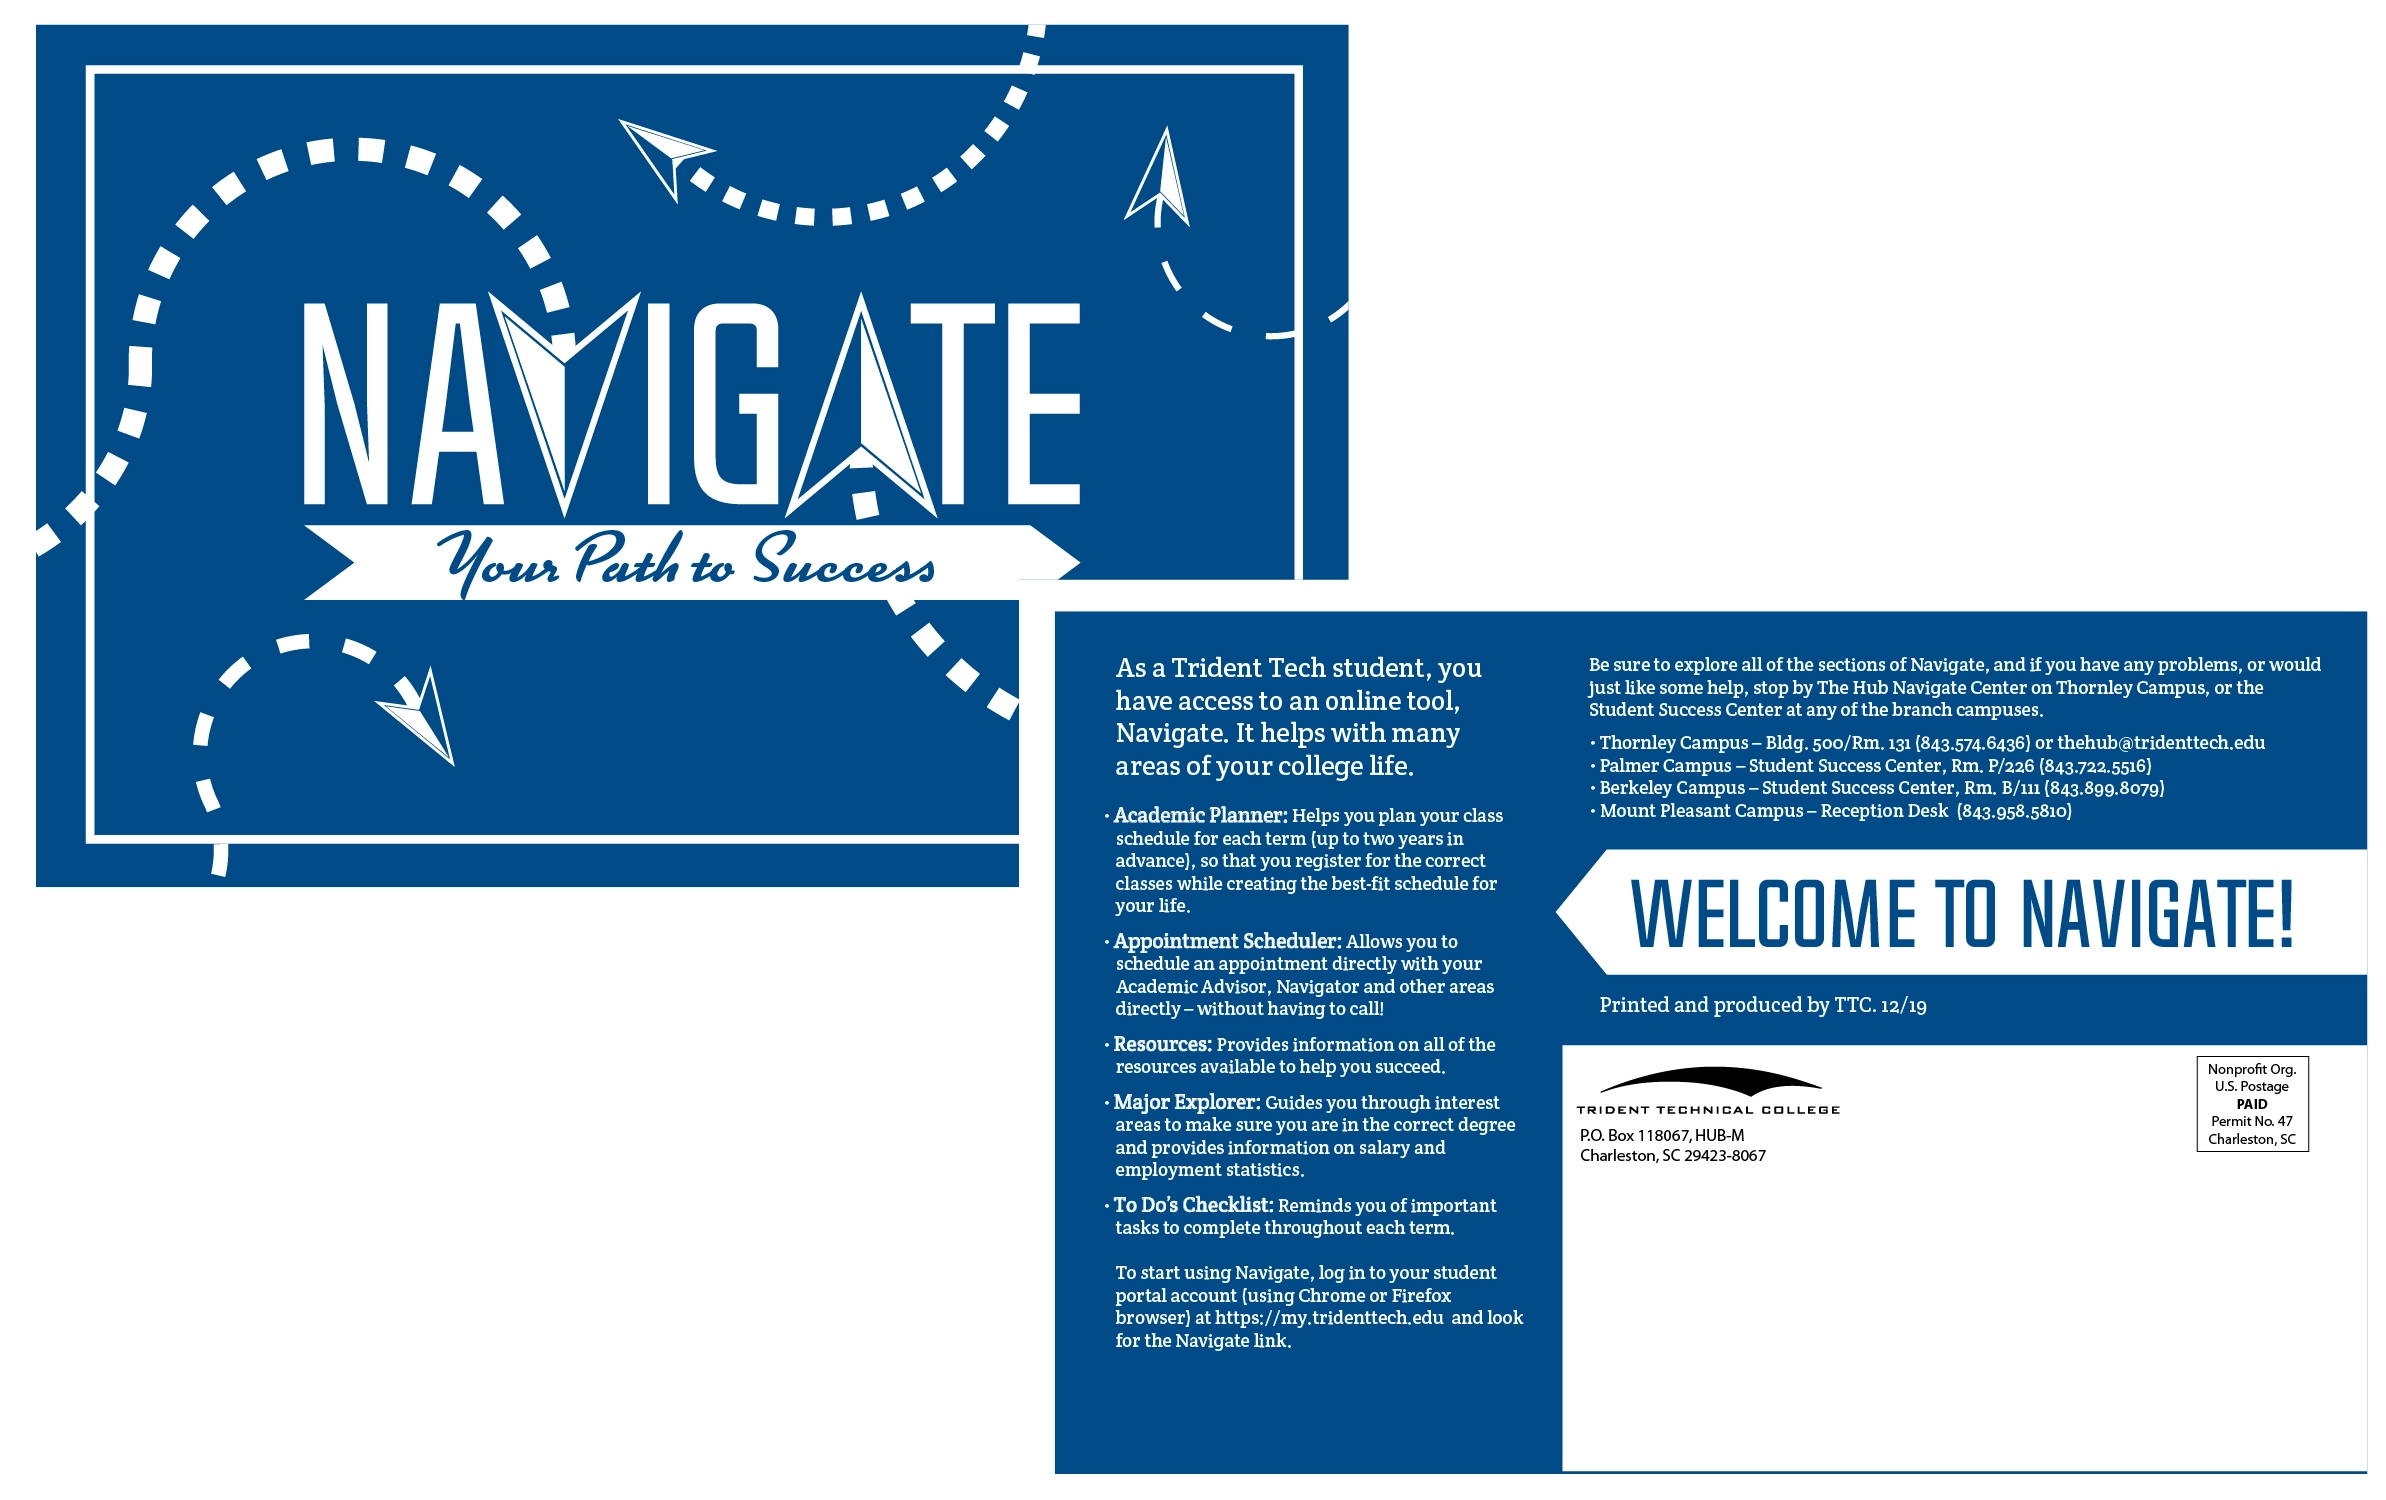 NAVIGATE
Your Path to Success
As a Trident Tech student, you
have access to an online tool,
Navigate. It helps with many
areas of your college life.
· Academic Planner: Helps you plan your class
schedule for each term (up to two years in
advance), so that you register for the correct
classes while creating the best-fit schedule for
your life.
· Appointment Scheduler: Allows you to
schedule an appointment directly with your
Academic Advisor, Navigator and other areas
directly – without having to call!
· Resources: Provides information on all of the
resources available to help you succeed.
· Major Explorer: Guides you through interest
areas to make sure you are in the correct degree
and provides information on salary and
employment statistics.
· To Do’s Checklist: Reminds you of important
tasks to complete throughout each term.
To start using Navigate, log in to your student
portal account (using Chrome or Firefox
browser) at https://my.tridenttech.edu and look
for the Navigate link.
Be sure to explore all of the sections of Navigate, and if you have any problems, or would
just like some help, stop by The Hub Navigate Center on Thornley Campus, or the
Student Success Center at any of the branch campuses.
· Thornley Campus – Bldg. 500/Rm. 131 (843.574.6436) or thehub@tridenttech.edu
· Palmer Campus – Student Success Center, Rm. P/226 (843.722.5516)
· Berkeley Campus – Student Success Center, Rm. B/111 (843.899.8079)
· Mount Pleasant Campus – Reception Desk (843.958.5810)
WELCOME TO NAVIGATE!
Printed and produced by TTC. 12/19
TRIDENT TECHNICAL COLLEGE
P.O. Box 118067, HUB-M
Charleston, SC 29423-8067
Nonprofit Org.
U.S. Postage
PAID
Permit No. 47
Charleston, SC